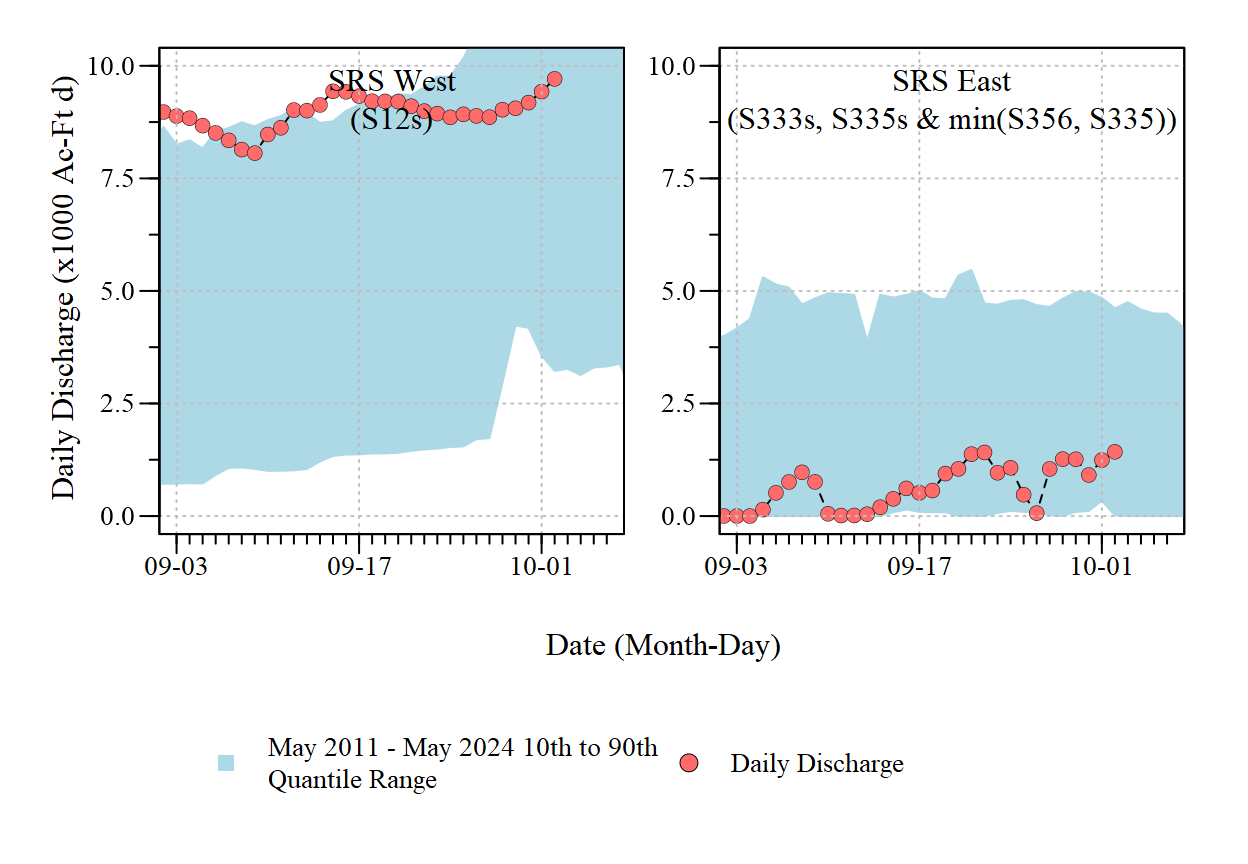 SRS West
(S12s)
SRS East
(S333s, S335s & min(S356, S335))
Daily Discharge (x1000 Ac-Ft d)
10.0
7.5
5.0
2.5
0.0
09-03
09-17
10-01
10.0
7.5
5.0
2.5
0.0
09-03
09-17
10-01
Date (Month-Day)
May 2011 - May 2024 10th to 90th
Quantile Range
Daily Discharge